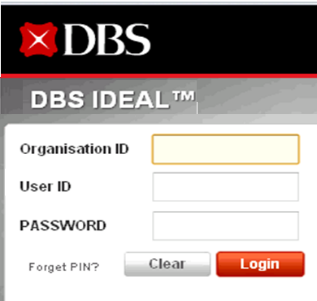 DBS
DBS IDEAL™
Organisation ID
User ID
PASSWORD
Forget PIN? Clear Login